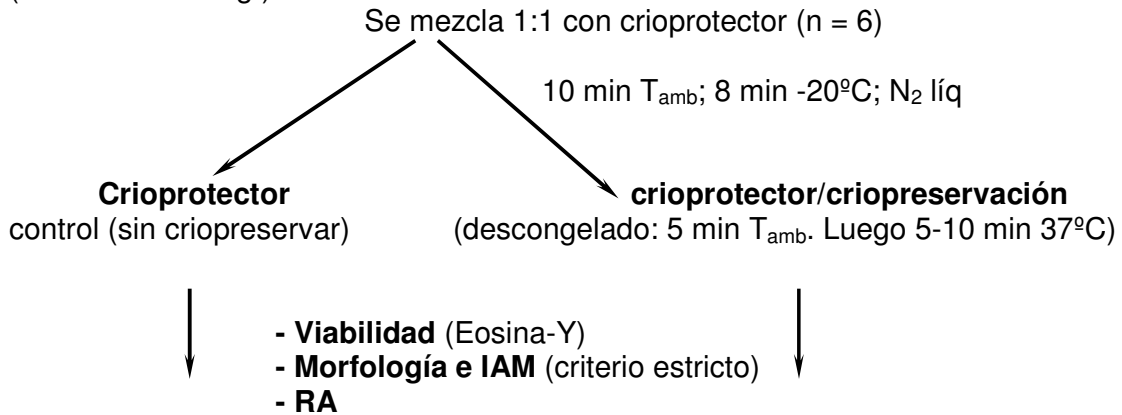 Se mezcla 1:1 con crioprotector (n = 6)
10 min Tamb; 8 min -20ºC; N2 líq
Crioprotector
control (sin criopreservar)
crioprotector/criopreservación
(descongelado: 5 min Tamb. Luego 5-10 min 37ºC)
- Viabilidad (Eosina-Y)
- Morfología e IAM (criterio estricto)
- RA